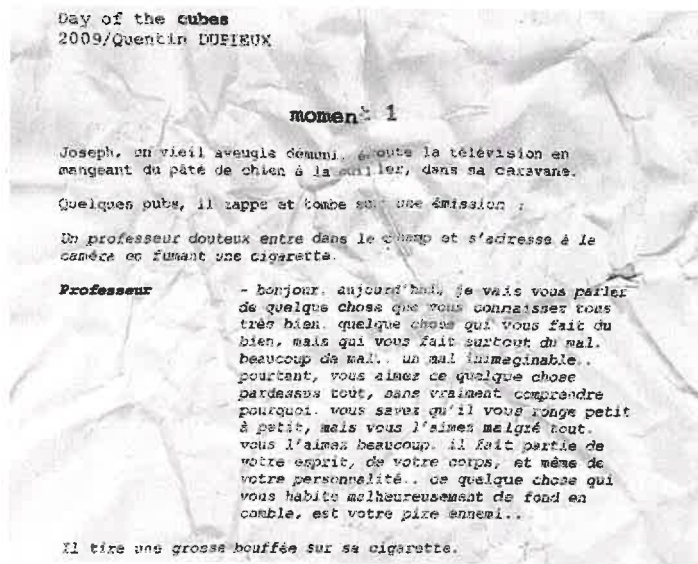 Day of the cubes
2009/Quentin DUPIEUX
moment 1
Joseph, un vieil aveugle démuni, écoute la télévision en
mangeant du pâté de chien à la cuiller, dans sa caravane.
Quelques pubs, il zappe et tombe sur une émission :
Un professeur douteux entre dans le champ et s'adresse à la
caméra en fumant une cigarette.
Professeur - bonjour. aujourd'hui, je vais vous parler
de quelque chose que vous connaissez tous
très bien. quelque chose qui vous fait du
bien, mais qui vous fait surtout du mal.
beaucoup de mal.. un mal inimaginable..
pourtant, vous aimez ce quelque chose
pardessus tout, sans vraiment comprendre
pourquoi. vous savez qu'il vous ronge petit
à petit, mais vous l'aimez malgré tout.
vous l'aimez beaucoup. il fait partie de
votre esprit, de votre corps, et même de
votre personnalité.. ce quelque chose qui
vous habite malheureusement de fond en
comble, est votre pire ennemi..
Il tire une grosse bouffée sur sa cigarette.